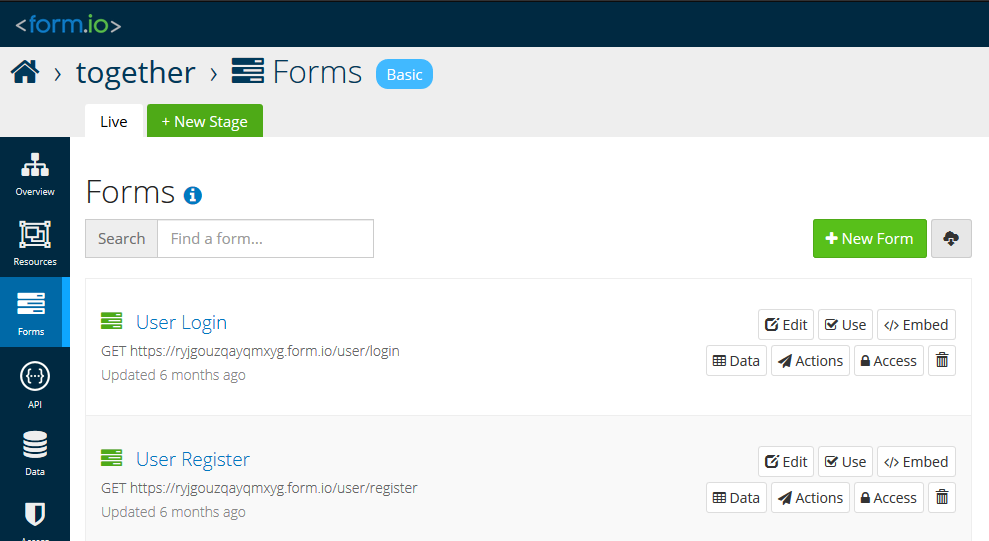 <form.io>
together › Forms Basic
Live + New Stage
Overview
Resources
Forms
API
Data
Forms
Search Find a form... New Form
User Login
GET https://ryjgouzqayqmxyg.form.io/user/login
Updated 6 months ago
Edit Use </> Embed
Data Actions Access
User Register
GET https://ryjgouzqayqmxyg.form.io/user/register
Updated 6 months ago
Edit Use </> Embed
Data Actions Access